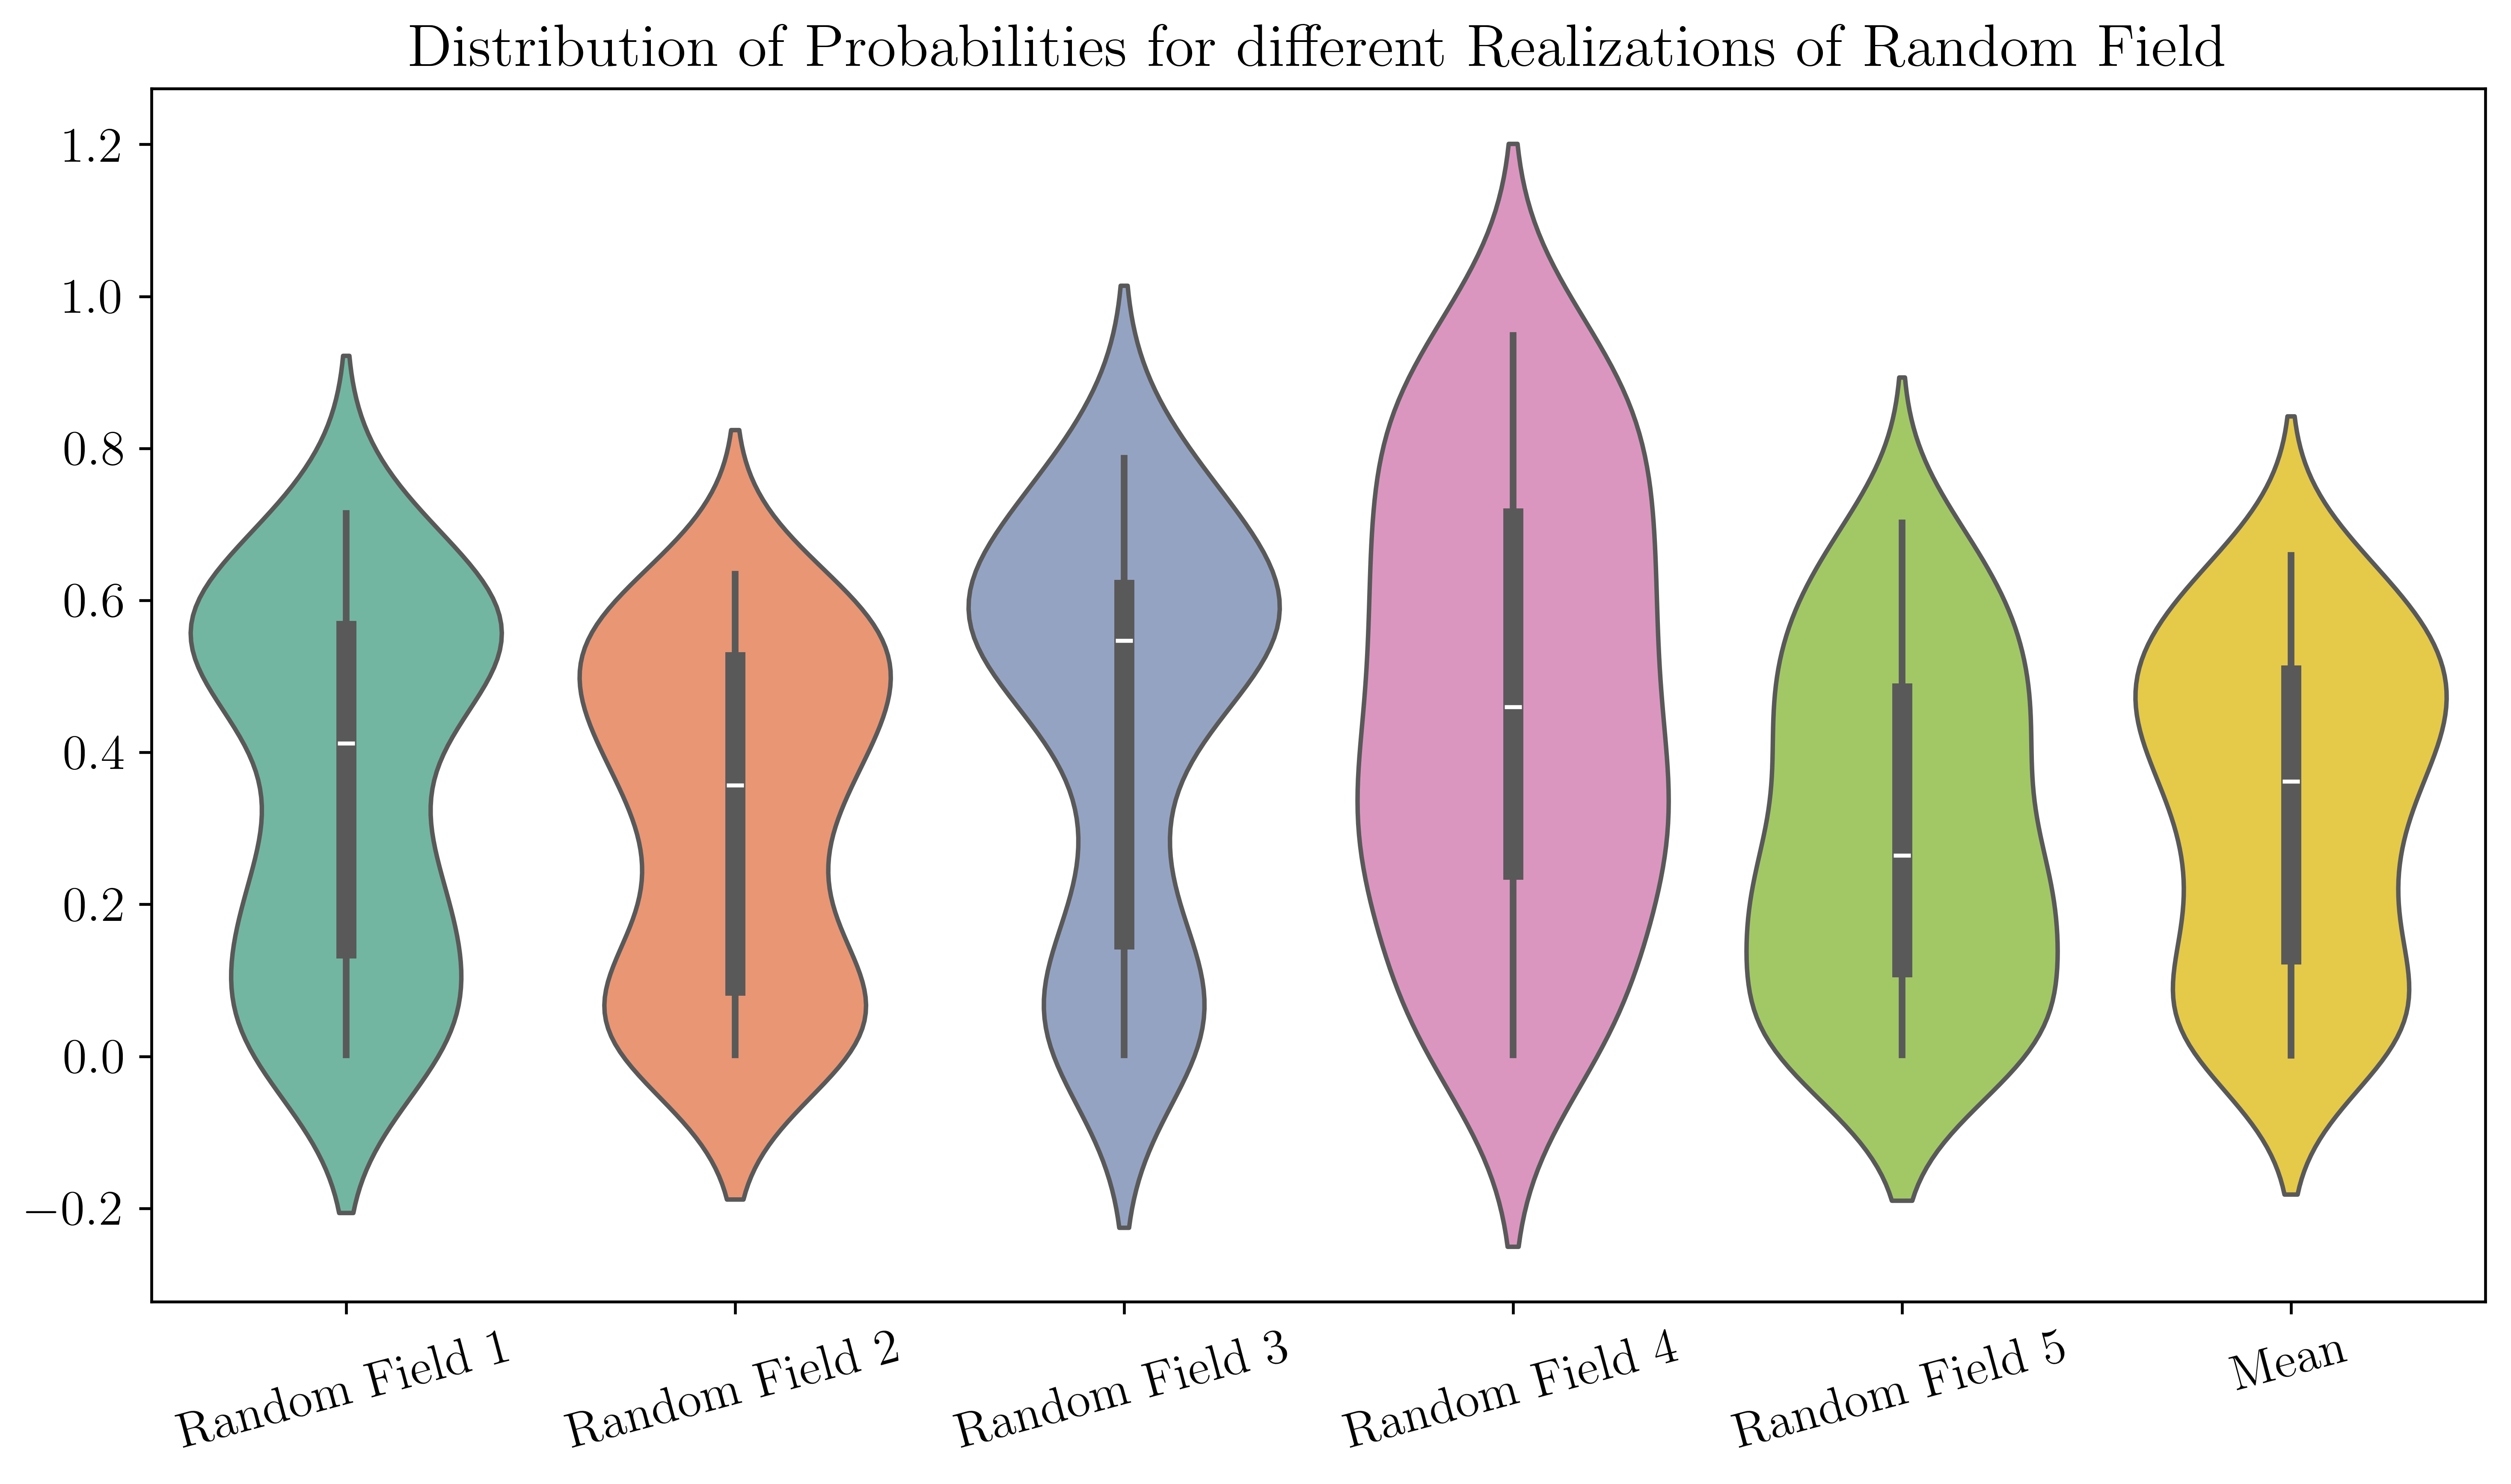 Distribution of Probabilities for different Realizations of Random Field
1.2
1.0
0.8
0.6
0.4
0.2
0.0
−0.2
Random Field 1
Random Field 2
Random Field 3
Random Field 4
Random Field 5
Mean